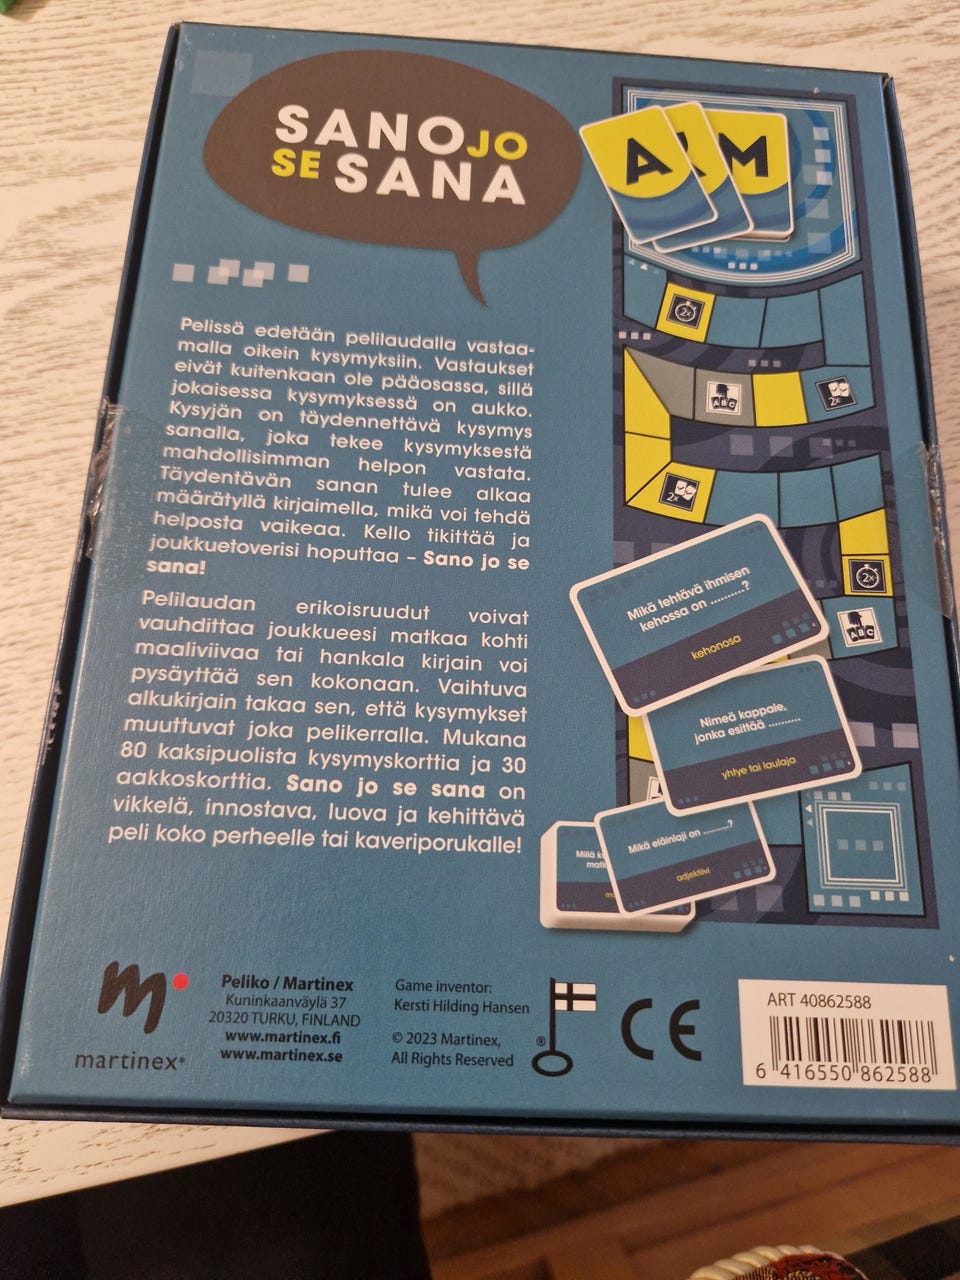 SANO JO
SE SANA
A M
Pelissä edetään pelilaudalla vastaa-
malla oikein kysymyksiin. Vastaukset
eivät kuitenkaan ole pääosassa, sillä
jokaisessa kysymyksessä on aukko.
Kysyjän on täydennettävä kysymys
sanalla, joka tekee kysymyksestä
mahdollisimman helpon vastata.
Täydentävän sanan tulee alkaa
määrätyllä kirjaimella, mikä voi tehdä
helposta vaikeaa. Kello tikittää ja
joukkuetoverisi hoputtaa – Sano jo se
sana!
Pelilaudan erikoisruudut voivat
vauhdittaa joukkueesi matkaa kohti
maaliviivaa tai hankala kirjain voi
pysäyttää sen kokonaan. Vaihtuva
alkukirjain takaa sen, että kysymykset
muuttuvat joka pelikerralla. Mukana
80 kaksipuolista kysymyskorttia ja 30
aakkoskorttia. Sano jo se sana on
vikkelä, innostava, luova ja kehittävä
peli koko perheelle tai kaveriporukalle!
2x
ABC
2x
2x
2x
ABC
Mikä tehtävä ihmisen
kehossa on ..........?
kehonosa
Nimeä kappale,
jonka esittää ..........
yhtye tai laulaja
Mikä eläinlaji on ..........?
adjektiivi
Millä
m
martinex®
Peliko / Martinex
Kuninkaanväylä 37
20320 TURKU, FINLAND
www.martinex.fi
www.martinex.se
Game inventor:
Kersti Hilding Hansen
© 2023 Martinex,
All Rights Reserved
®
CE
ART 40862588
6 416550 862588